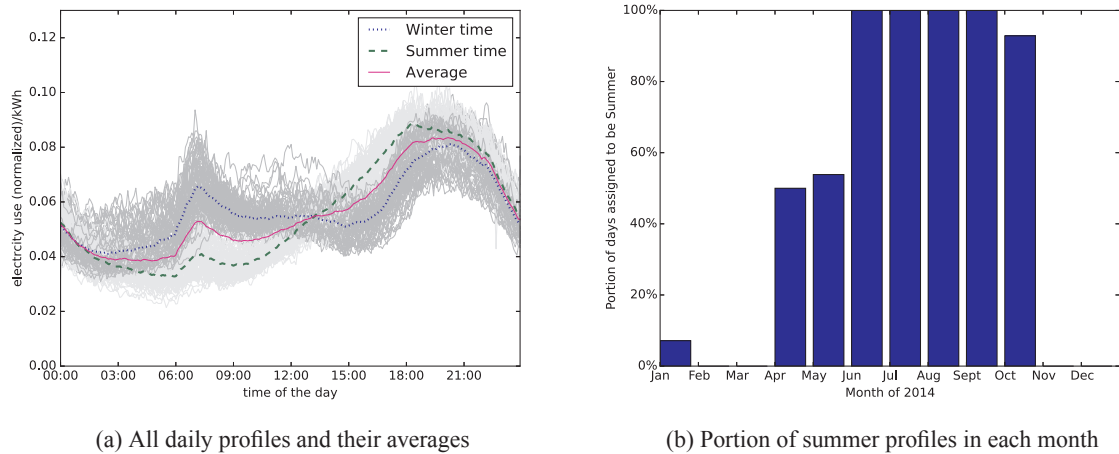 0.12
0.10
0.08
0.06
0.04
0.02
0.00
electrcity use (normalized)/kWh
Winter time
Summer time
Average
00:00 03:00 06:00 09:00 12:00 15:00 18:00 21:00
time of the day
(a) All daily profiles and their averages
100%
80%
60%
40%
20%
0%
Portion of days assigned to be Summer
Jan Feb Mar Apr May Jun Jul Aug Sept Oct Nov Dec
Month of 2014
(b) Portion of summer profiles in each month